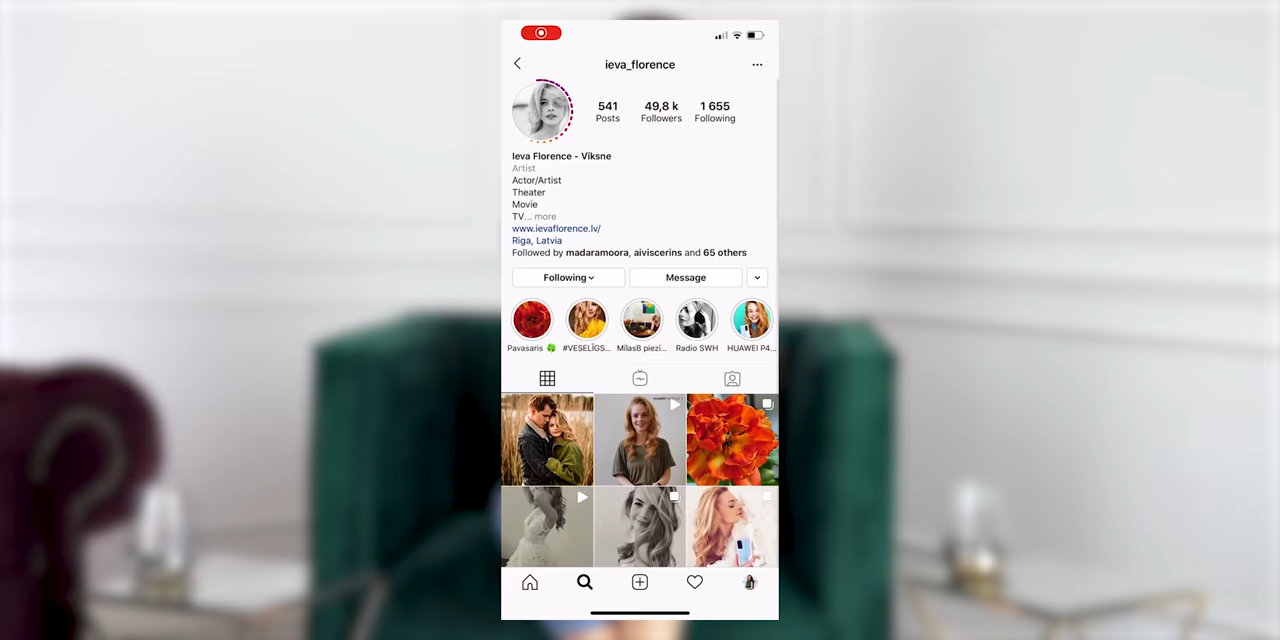 ieva_florence
541
49,8 k
1 655
Posts
Followers
Following
Ieva Florence - Vīksne
Artist
Actor/Artist
Theater
Movie
TV... more
www.ievaflorence.lv/
Riga, Latvia
Followed by madaramoora, aiviscerins and 65 others
Following
Message
Pavasaris 🍀
#VESELĪGS...
MilasB piezī...
Radio SWH
HUAWEI P4...